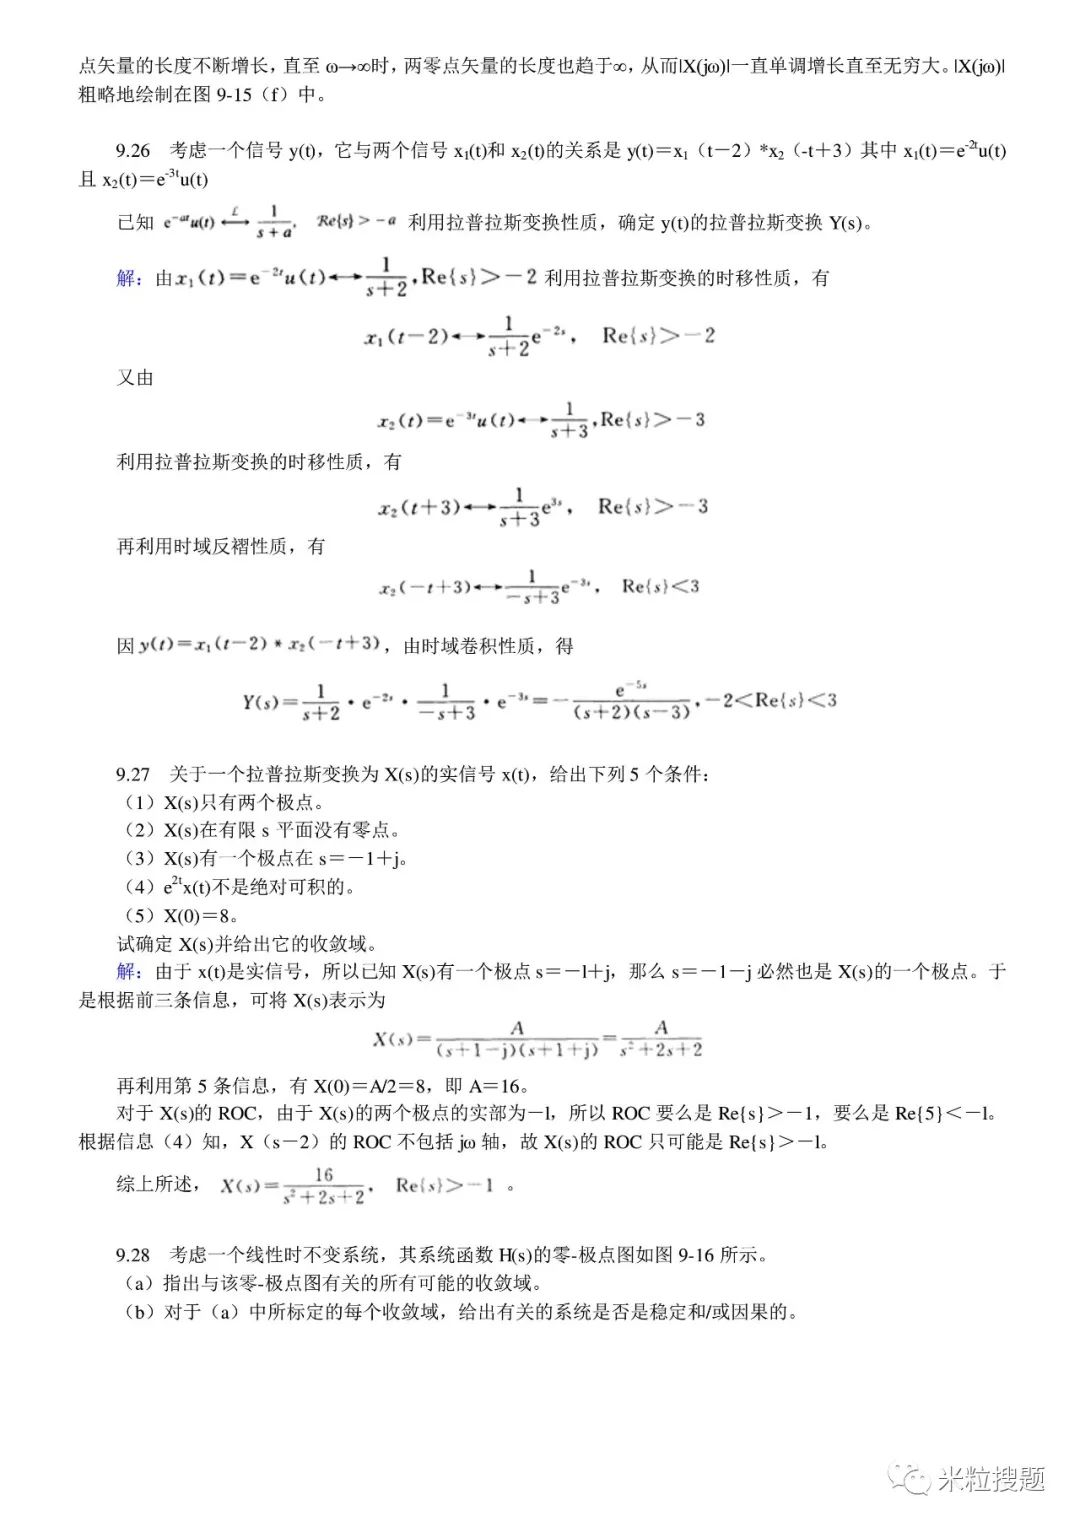 点矢量的长度不断增长，直至 ω→∞时，两零点矢量的长度也趋于∞，从而|X(jω)|一直单调增长直至无穷大。|X(jω)|
粗略地绘制在图 9-15（f）中。
9.26 考虑一个信号 y(t)，它与两个信号 x₁(t)和 x₂(t)的关系是 y(t)＝x₁（t－2）*x₂（-t＋3）其中 x₁(t)＝e^{-2t}u(t)
且 x₂(t)＝e^{-3t}u(t)
已知 e^{-at}u(t) ⟷^{ℒ} 1/(s+a), Re{s} > -a 利用拉普拉斯变换性质，确定 y(t)的拉普拉斯变换 Y(s)。
解：由x₁(t)＝e^{-2t}u(t)⟷1/(s+2),Re{s}＞－2 利用拉普拉斯变换的时移性质，有
x₁(t－2)⟷1/(s+2) e^{-2s}, Re{s}＞－2
又由
x₂(t)＝e^{-3t}u(t)⟷1/(s+3),Re{s}＞－3
利用拉普拉斯变换的时移性质，有
x₂(t＋3)⟷1/(s+3) e^{3s}, Re{s}＞－3
再利用时域反褶性质，有
x₂(－t＋3)⟷1/(-s+3) e^{-3s}, Re{s}＜3
因y(t)＝x₁(t－2)*x₂(－t＋3)，由时域卷积性质，得
Y(s)＝1/(s+2)·e^{-2s}·1/(-s+3)·e^{-3s}＝－e^{-5s}/((s+2)(s-3)),－2＜Re{s}＜3
9.27 关于一个拉普拉斯变换为 X(s)的实信号 x(t)，给出下列 5 个条件：
（1）X(s)只有两个极点。
（2）X(s)在有限 s 平面没有零点。
（3）X(s)有一个极点在 s＝－1＋j。
（4）e^{2t}x(t)不是绝对可积的。
（5）X(0)＝8。
试确定 X(s)并给出它的收敛域。
解：由于 x(t)是实信号，所以已知 X(s)有一个极点 s＝－l＋j，那么 s＝－1－j 必然也是 X(s)的一个极点。于
是根据前三条信息，可将 X(s)表示为
X(s)＝A/((s+1-j)(s+1+j))＝A/(s²+2s+2)
再利用第 5 条信息，有 X(0)＝A/2＝8，即 A＝16。
对于 X(s)的 ROC，由于 X(s)的两个极点的实部为－l，所以 ROC 要么是 Re{s}＞－1，要么是 Re{5}＜－l。
根据信息（4）知，X（s－2）的 ROC 不包括 jω 轴，故 X(s)的 ROC 只可能是 Re{s}＞－l。
综上所述，X(s)＝16/(s²+2s+2), Re{s}＞－1 。
9.28 考虑一个线性时不变系统，其系统函数 H(s)的零-极点图如图 9-16 所示。
（a）指出与该零-极点图有关的所有可能的收敛域。
（b）对于（a）中所标定的每个收敛域，给出有关的系统是否是稳定和/或因果的。
米粒搜题